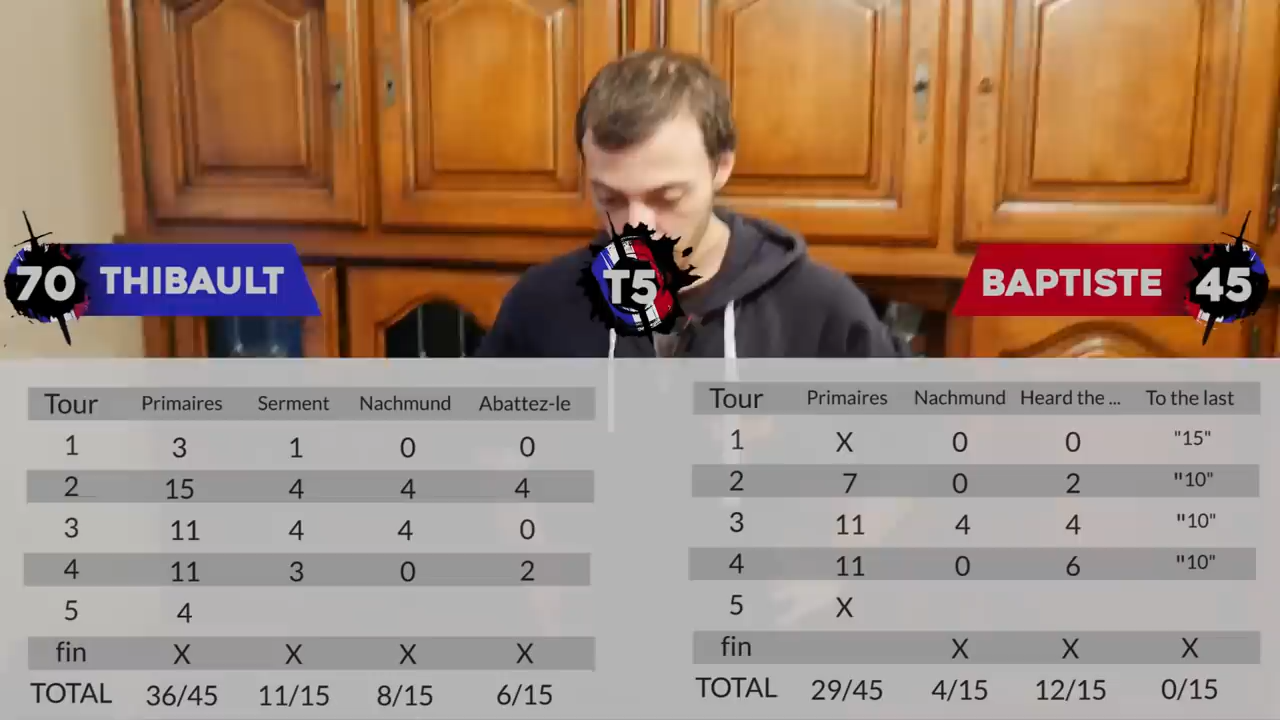 70 THIBAULT T5 BAPTISTE 45
Tour Primaires Serment Nachmund Abattez-le
1 3 1 0 0
2 15 4 4 4
3 11 4 4 0
4 11 3 0 2
5 4
fin X X X X
TOTAL 36/45 11/15 8/15 6/15
Tour Primaires Nachmund Heard the ... To the last
1 X 0 0 "15"
2 7 0 2 "10"
3 11 4 4 "10"
4 11 0 6 "10"
5 X
fin X X X
TOTAL 29/45 4/15 12/15 0/15